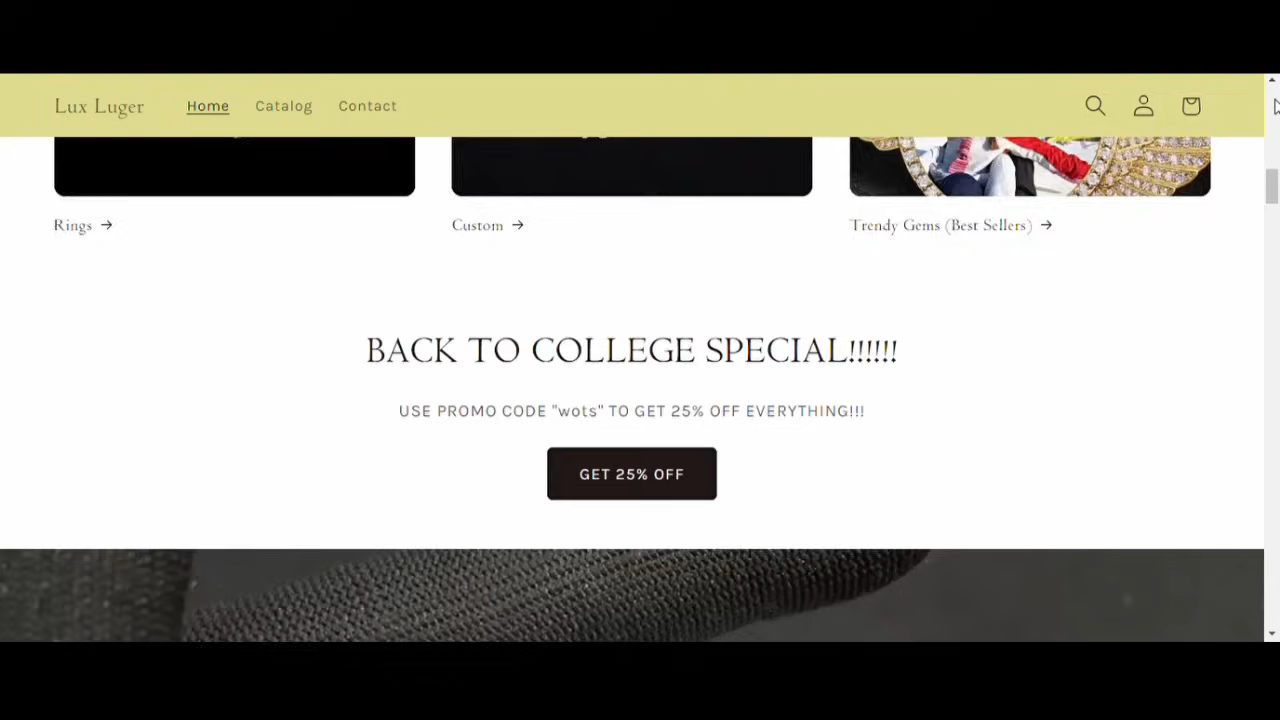 Lux Luger Home Catalog Contact
Rings → Custom → Trendy Gems (Best Sellers) →
BACK TO COLLEGE SPECIAL!!!!!!
USE PROMO CODE "wots" TO GET 25% OFF EVERYTHING!!!
GET 25% OFF